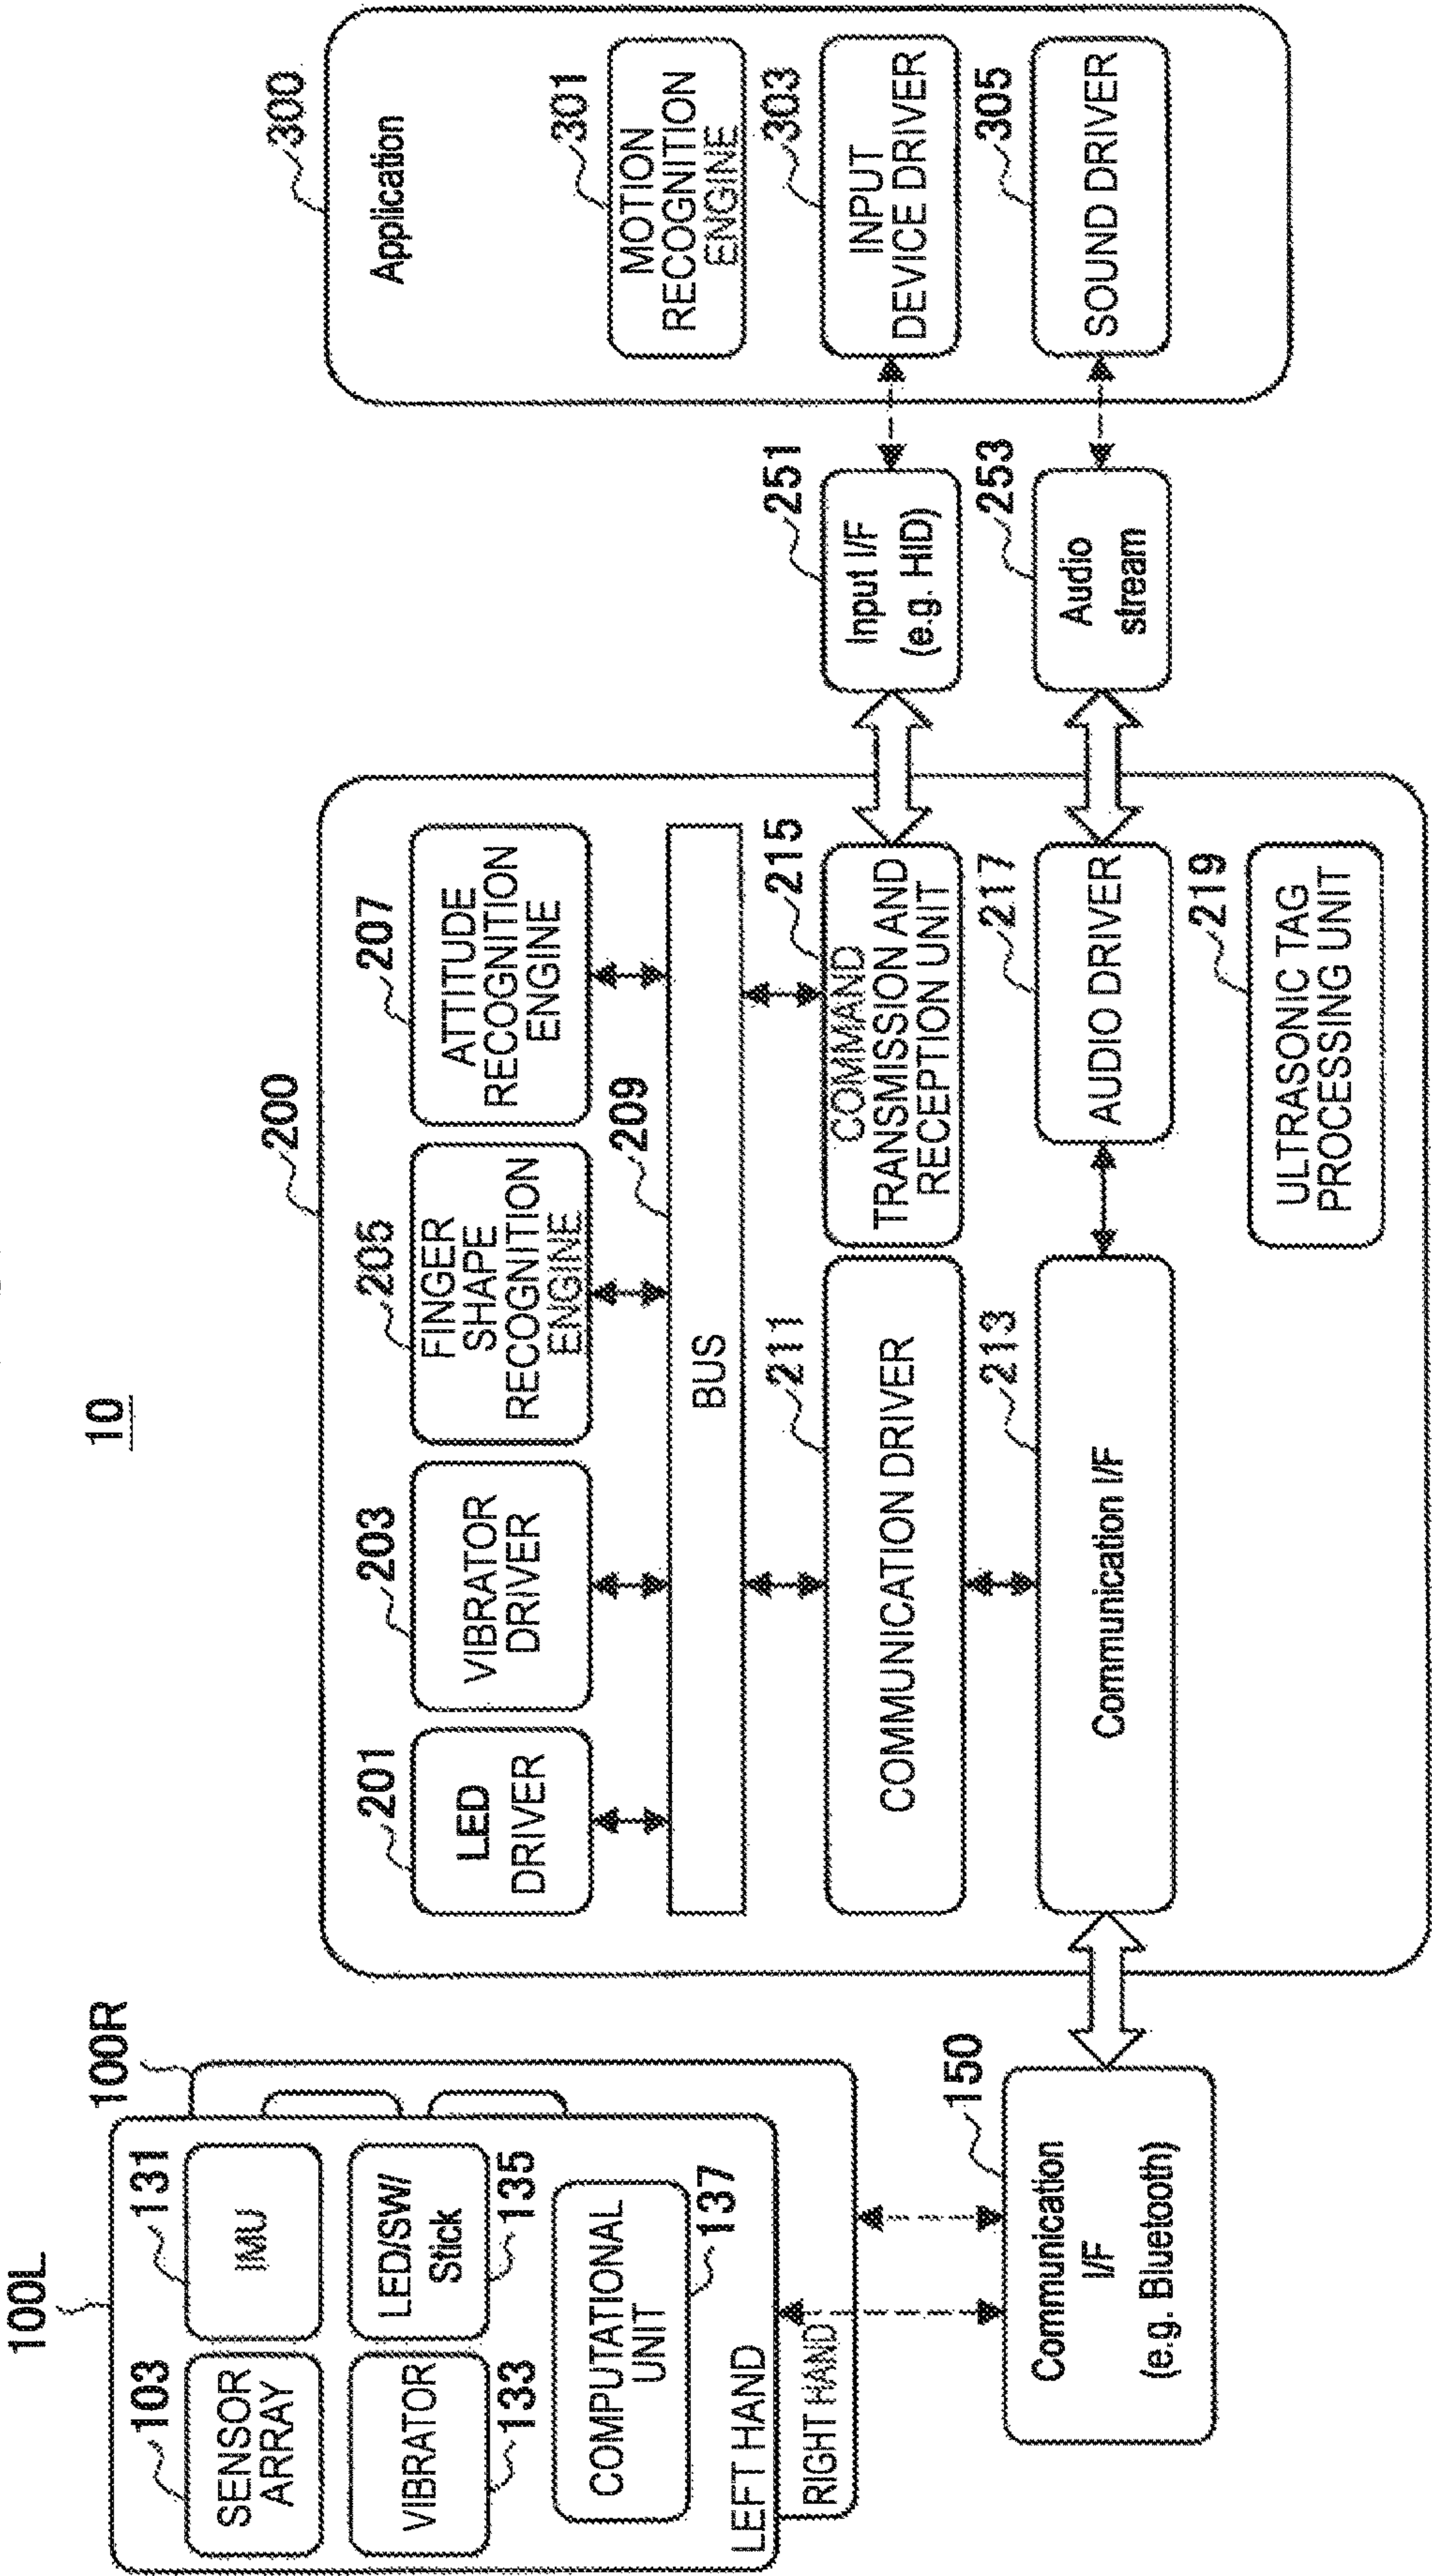 10
100L
100R
103
SENSOR
ARRAY
131
IMU
VIBRATOR
133
LED/SW/
Stick
135
COMPUTATIONAL
UNIT
137
LEFT HAND
RIGHT HAND
150
Communication
I/F
(e.g. Bluetooth)
200
201
LED
DRIVER
203
VIBRATOR
DRIVER
205
FINGER
SHAPE
RECOGNITION
ENGINE
207
ATTITUDE
RECOGNITION
ENGINE
209
BUS
211
COMMUNICATION DRIVER
215
COMMAND
TRANSMISSION AND
RECEPTION UNIT
213
Communication I/F
217
AUDIO DRIVER
219
ULTRASONIC TAG
PROCESSING UNIT
251
Input I/F
(e.g. HID)
253
Audio
stream
300
Application
301
MOTION
RECOGNITION
ENGINE
303
INPUT
DEVICE DRIVER
305
SOUND DRIVER